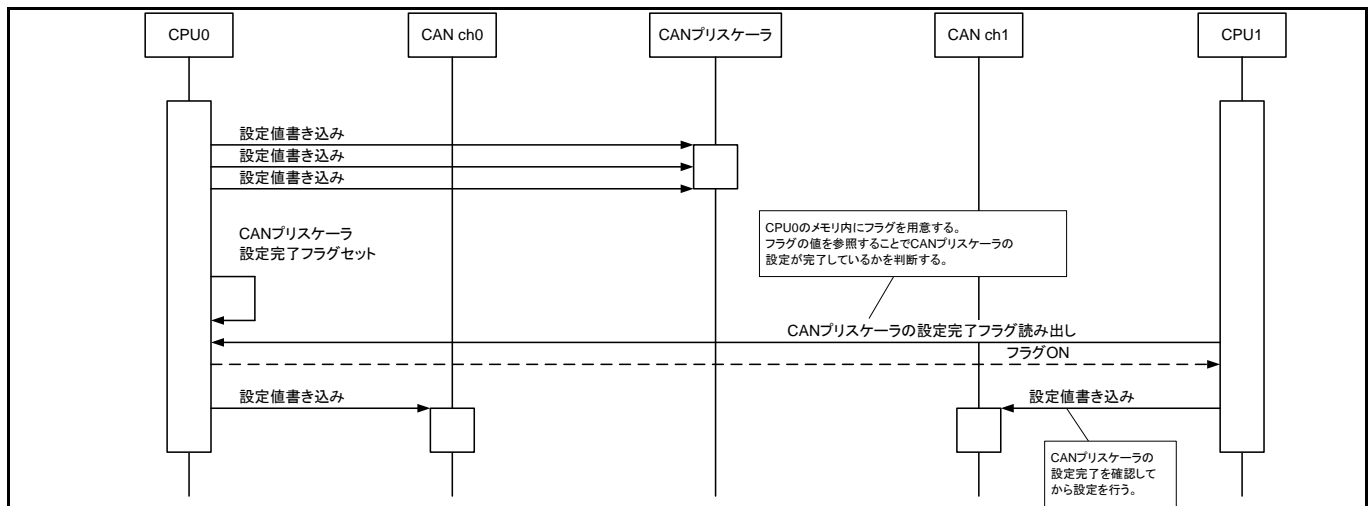 CPU0
CAN ch0
CANプリスケーラ
CAN ch1
CPU1
設定値書き込み
設定値書き込み
設定値書き込み
CANプリスケーラ
設定完了フラグセット
CPU0のメモリ内にフラグを用意する。
フラグの値を参照することでCANプリスケーラの
設定が完了しているかを判断する。
CANプリスケーラの設定完了フラグ読み出し
フラグON
設定値書き込み
設定値書き込み
CANプリスケーラの
設定完了を確認して
から設定を行う。